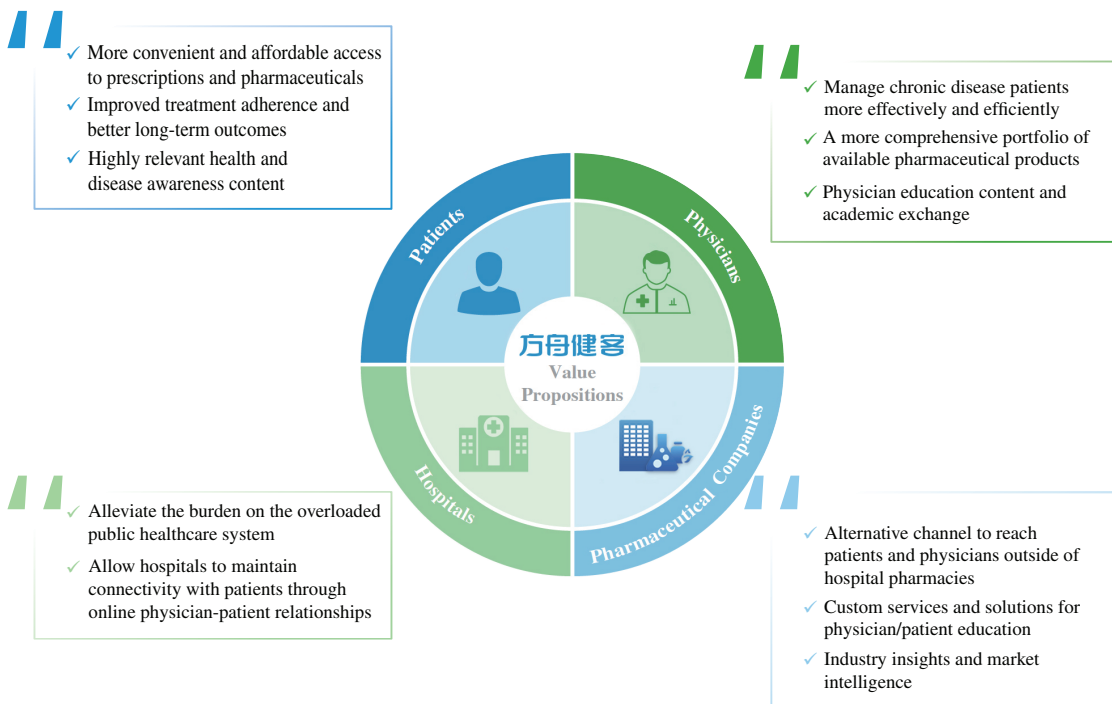 More convenient and affordable access
to prescriptions and pharmaceuticals
Improved treatment adherence and
better long-term outcomes
Highly relevant health and
disease awareness content
Manage chronic disease patients
more effectively and efficiently
A more comprehensive portfolio of
available pharmaceutical products
Physician education content and
academic exchange
Patients
Physicians
方舟健客
Value
Propositions
Hospitals
Pharmaceutical Companies
Alleviate the burden on the overloaded
public healthcare system
Allow hospitals to maintain
connectivity with patients through
online physician-patient relationships
Alternative channel to reach
patients and physicians outside of
hospital pharmacies
Custom services and solutions for
physician/patient education
Industry insights and market
intelligence